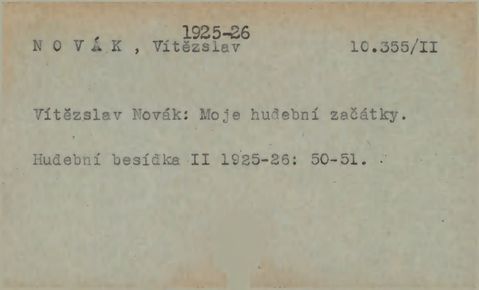 1925-26
N O V Á K , Vítězslav 10.355/II
Vítězslav Novák: Moje hudební začátky.
Hudební besídka II 1925-26: 50-51.